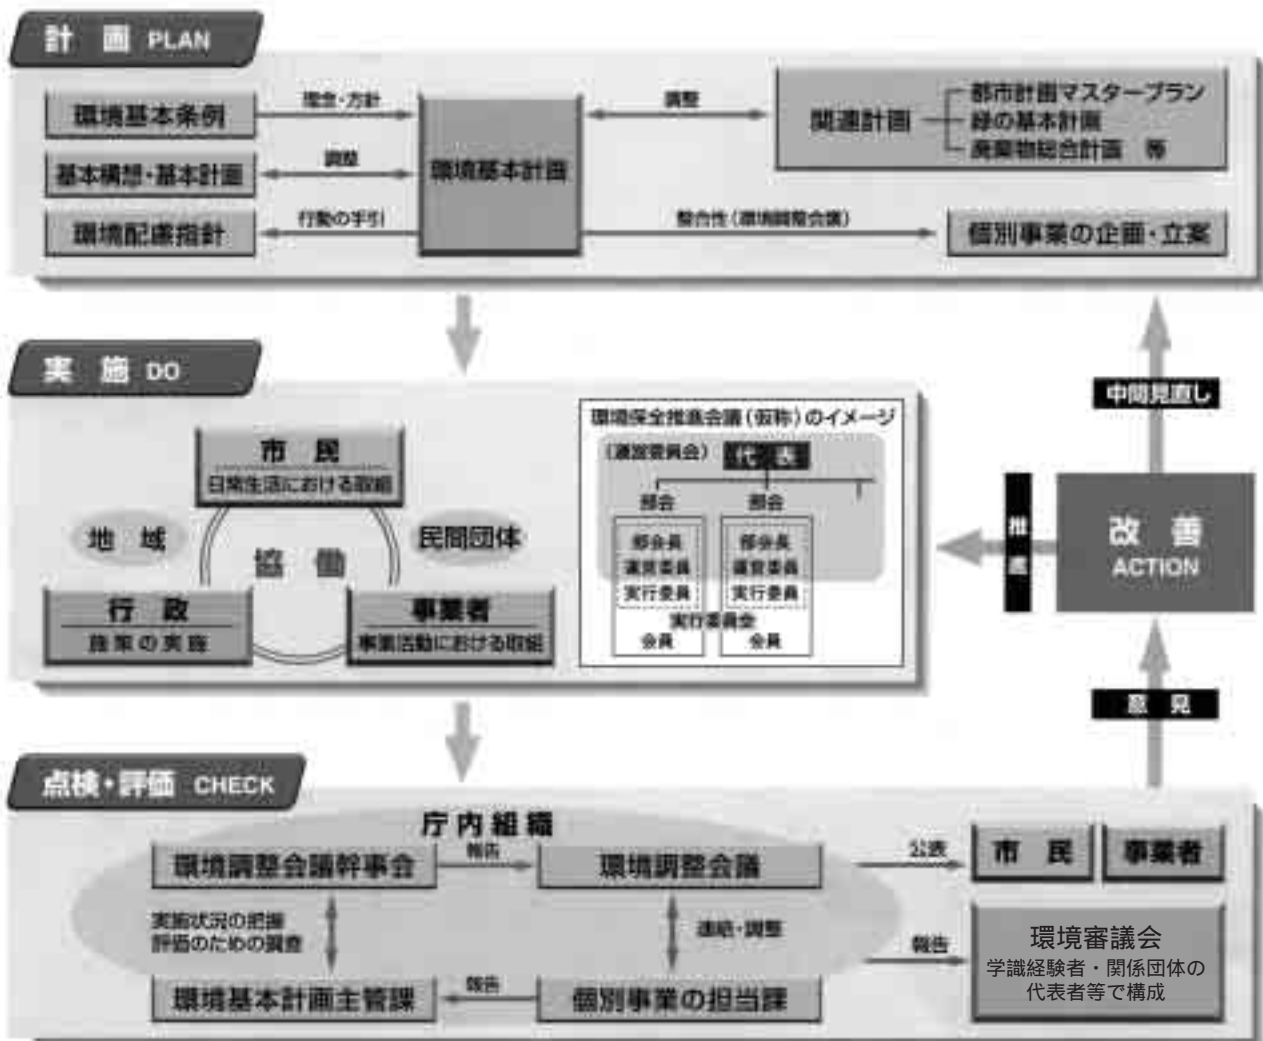 計 画 PLAN
環境基本条例
理念・方針
基本構想・基本計画
調整
環境配慮指針
行動の手引
環境基本計画
調整
関連計画
都市計画マスタープラン
緑の基本計画
廃棄物総合計画 等
整合性(環境調整会議)
個別事業の企画・立案
実 施 DO
市 民
日常生活における取組
地 域
協 働
民間団体
行 政
施策の実施
事業者
事業活動における取組
環境保全推進会議(仮称)のイメージ
(運営委員会)
代 表
部会
部会
部会長
運営委員
実行委員
部会長
運営委員
実行委員
実行委員会
会員
会員
中間見直し
推 進
改 善
ACTION
意 見
点検・評価 CHECK
庁内組織
環境調整会議幹事会
報告
環境調整会議
実施状況の把握
評価のための調査
連絡・調整
環境基本計画主管課
報告
個別事業の担当課
公表
市 民
事業者
報告
環境審議会
学識経験者・関係団体の
代表者等で構成